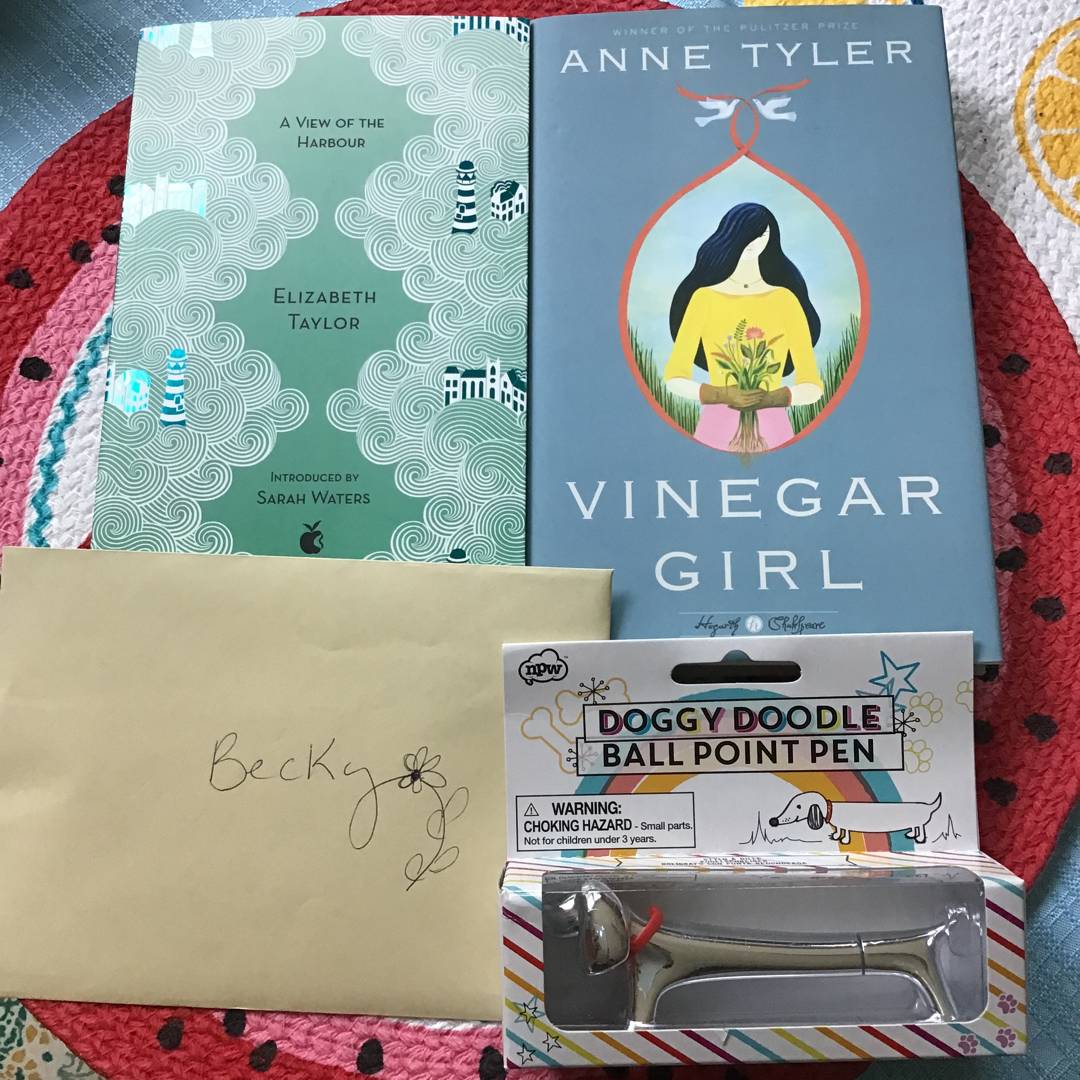 A VIEW OF THE
HARBOUR
ELIZABETH
TAYLOR
INTRODUCED BY
SARAH WATERS
WINNER OF THE PULITZER PRIZE
ANNE TYLER
VINEGAR
GIRL
Hogarth Shakespeare
Becky
npw
DOGGY DOODLE
BALL POINT PEN
WARNING:
CHOKING HAZARD - Small parts.
Not for children under 3 years.